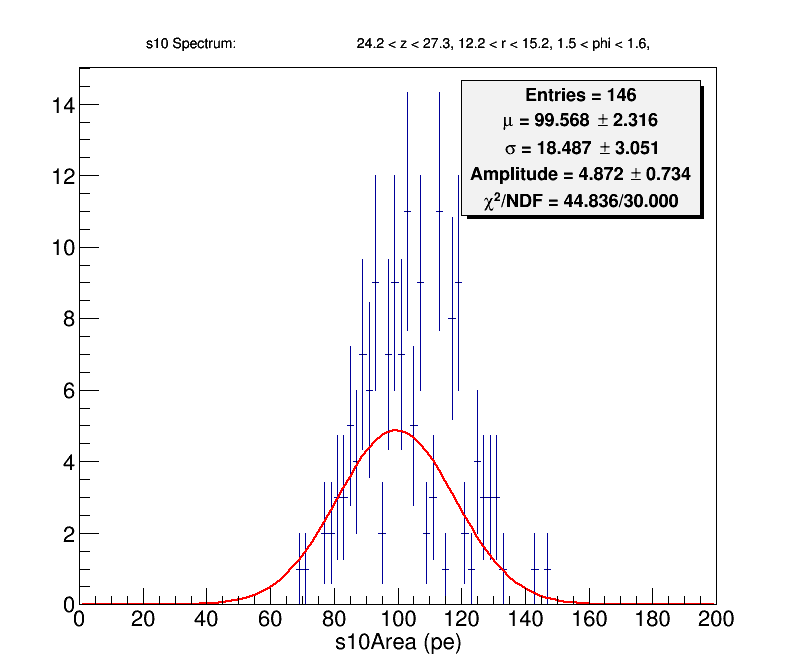 s10 Spectrum: 24.2 < z < 27.3, 12.2 < r < 15.2, 1.5 < phi < 1.6,
Entries = 146
μ = 99.568 ± 2.316
σ = 18.487 ± 3.051
Amplitude = 4.872 ± 0.734
χ²/NDF = 44.836/30.000
14
12
10
8
6
4
2
0
0 20 40 60 80 100 120 140 160 180 200
s10Area (pe)